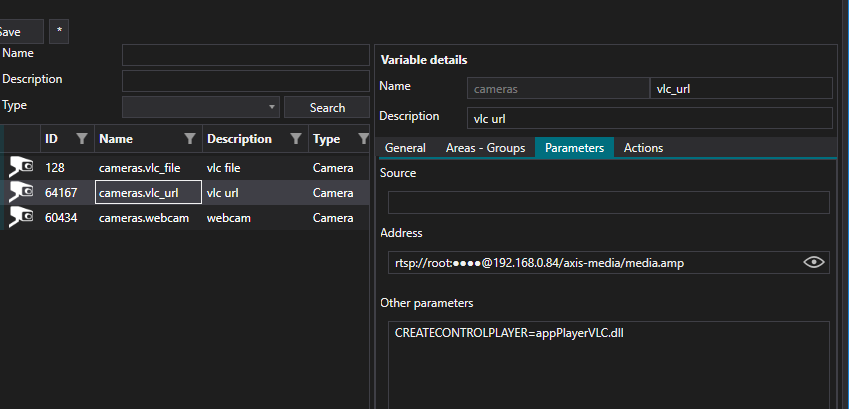 Save *
Name
Description
Type
Search
ID Name Description Type
128 cameras.vlc_file vlc file Camera
64167 cameras.vlc_url vlc url Camera
60434 cameras.webcam webcam Camera
Variable details
Name cameras vlc_url
Description vlc url
General Areas - Groups Parameters Actions
Source
Address
rtsp://root:●●●●@192.168.0.84/axis-media/media.amp
Other parameters
CREATECONTROLPLAYER=appPlayerVLC.dll